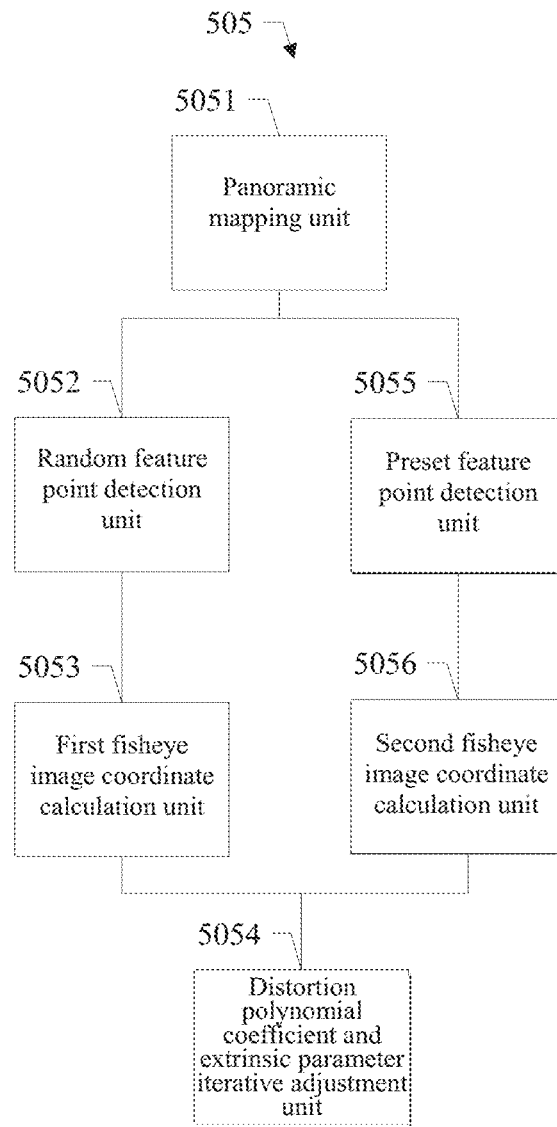 505
5051
Panoramic
mapping unit
5052
5055
Random feature
point detection
unit
Preset feature
point detection
unit
5053
5056
First fisheye
image coordinate
calculation unit
Second fisheye
image coordinate
calculation unit
5054
Distortion
polynomial
coefficient and
extrinsic parameter
iterative adjustment
unit